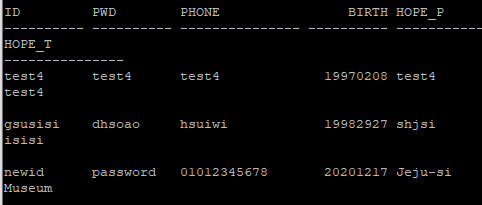 ID PWD PHONE BIRTH HOPE_P
---------- ---------- --------------- ---------- ----------
HOPE_T
---------------
test4 test4 test4 19970208 test4
test4
gsusisi dhsoao hsuiwi 19982927 shjsi
isisi
newid password 01012345678 20201217 Jeju-si
Museum